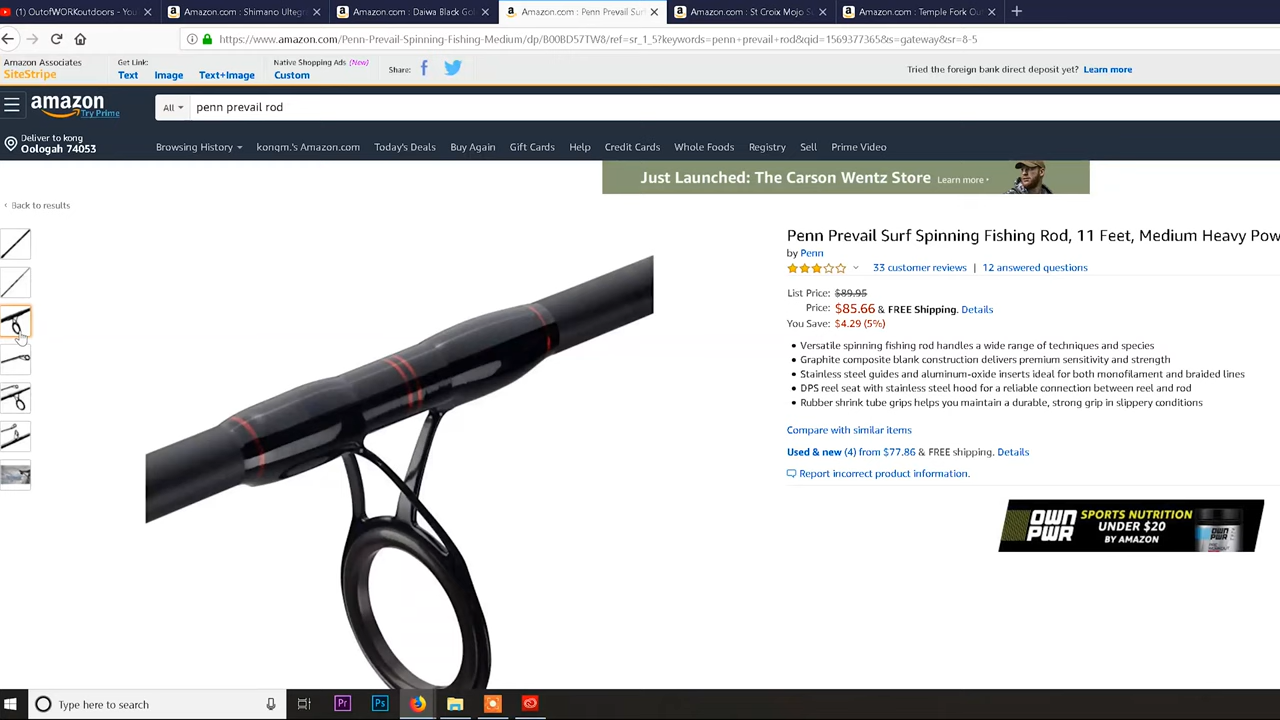 (1) OutofWORKoutdoors - You
Amazon.com : Shimano Ulteg
Amazon.com : Daiwa Black Go
Amazon.com : Penn Prevail Sur
Amazon.com : St Croix Mojo S
Amazon.com : Temple Fork Out
https://www.amazon.com/Penn-Prevail-Spinning-Fishing-Medium/dp/B00BD57TW8/ref=sr_1_5?keywords=penn+prevail+rod&qid=1569377365&s=gateway&sr=8-5
Amazon Associates
SiteStripe
Get Link:
Text
Image
Text+Image
Native Shopping Ads (New)
Custom
Share:
Tried the foreign bank direct deposit yet? Learn more
amazon
Try Prime
All
penn prevail rod
Deliver to kong
Oologah 74053
Browsing History
konqm.'s Amazon.com
Today's Deals
Buy Again
Gift Cards
Help
Credit Cards
Whole Foods
Registry
Sell
Prime Video
Just Launched: The Carson Wentz Store Learn more
‹ Back to results
Penn Prevail Surf Spinning Fishing Rod, 11 Feet, Medium Heavy Pow
by Penn
33 customer reviews | 12 answered questions
List Price: $89.95
Price: $85.66 & FREE Shipping. Details
You Save: $4.29 (5%)
• Versatile spinning fishing rod handles a wide range of techniques and species
• Graphite composite blank construction delivers premium sensitivity and strength
• Stainless steel guides and aluminum-oxide inserts ideal for both monofilament and braided lines
• DPS reel seat with stainless steel hood for a reliable connection between reel and rod
• Rubber shrink tube grips helps you maintain a durable, strong grip in slippery conditions
Compare with similar items
Used & new (4) from $77.86 & FREE shipping. Details
Report incorrect product information.
OWN PWR
SPORTS NUTRITION
UNDER $20
BY AMAZON
Type here to search
Pr
Ps